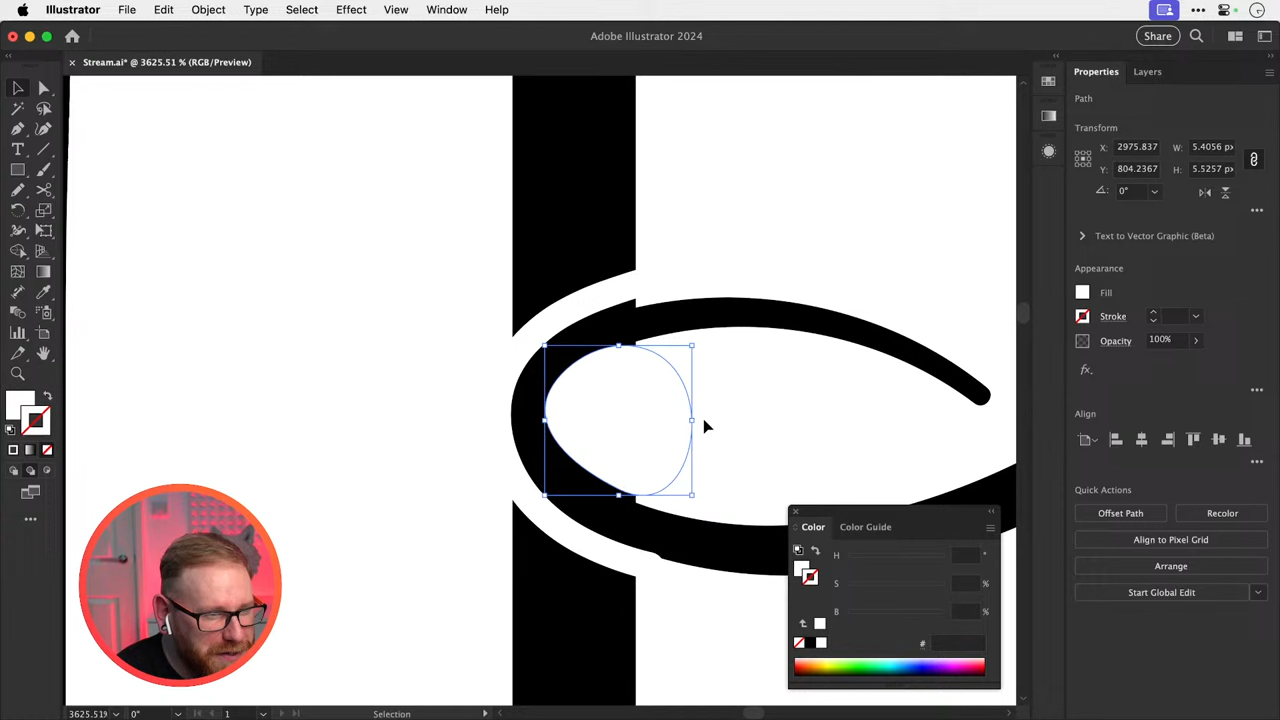 Illustrator File Edit Object Type Select Effect View Window Help
Adobe Illustrator 2024
Share
Stream.ai* @ 3625.51 % (RGB/Preview)
Properties Layers
Path
Transform
X: 2975.837 W: 5.4056 px
Y: 804.2367 H: 5.5257 px
0°
Text to Vector Graphic (Beta)
Appearance
Fill
Stroke
Opacity 100%
fx.
Align
Quick Actions
Offset Path Recolor
Align to Pixel Grid
Arrange
Start Global Edit
Color Color Guide
H °
S %
B %
#
3625.519 0° 1 Selection